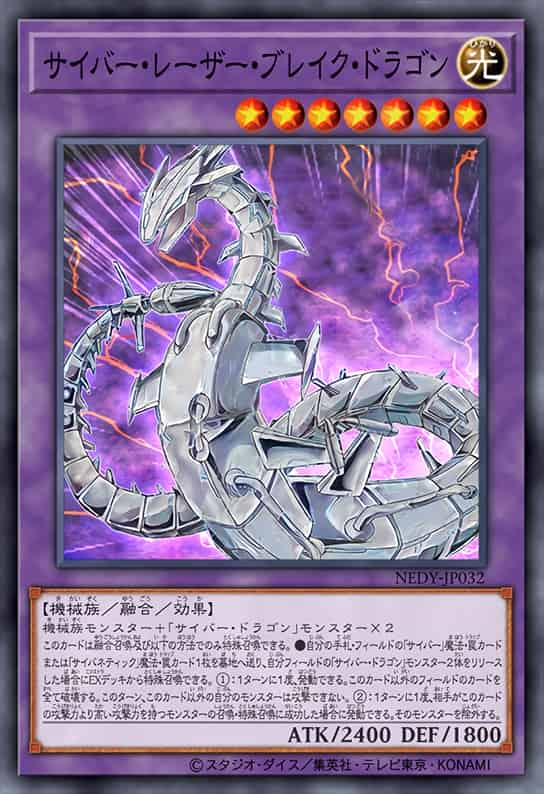 サイバー・レーザー・ブレイク・ドラゴン
光
NEDY-JP032
【機械族/融合/効果】
機械族モンスター+「サイバー・ドラゴン」モンスター×2
このカードは融合召喚及び以下の方法でのみ特殊召喚できる。●自分の手札・フィールドの「サイバー」魔法・罠カード
または「サイバネティック」魔法・罠カード1枚を墓地へ送り、自分フィールドの「サイバー・ドラゴン」モンスター2体をリリース
した場合にEXデッキから特殊召喚できる。①:1ターンに1度、発動できる。このカード以外のフィールドのカードを
全て破壊する。このターン、このカード以外の自分のモンスターは攻撃できない。②:1ターンに1度、相手がこのカード
の攻撃力より高い攻撃力を持つモンスターの召喚・特殊召喚に成功した場合に発動できる。そのモンスターを除外する。
ATK/2400 DEF/1800
©スタジオ・ダイス/集英社・テレビ東京・KONAMI